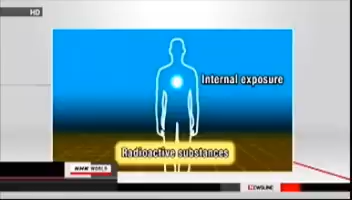 HD
Internal exposure
Radioactive substances
NHK WORLD
NEWSLINE